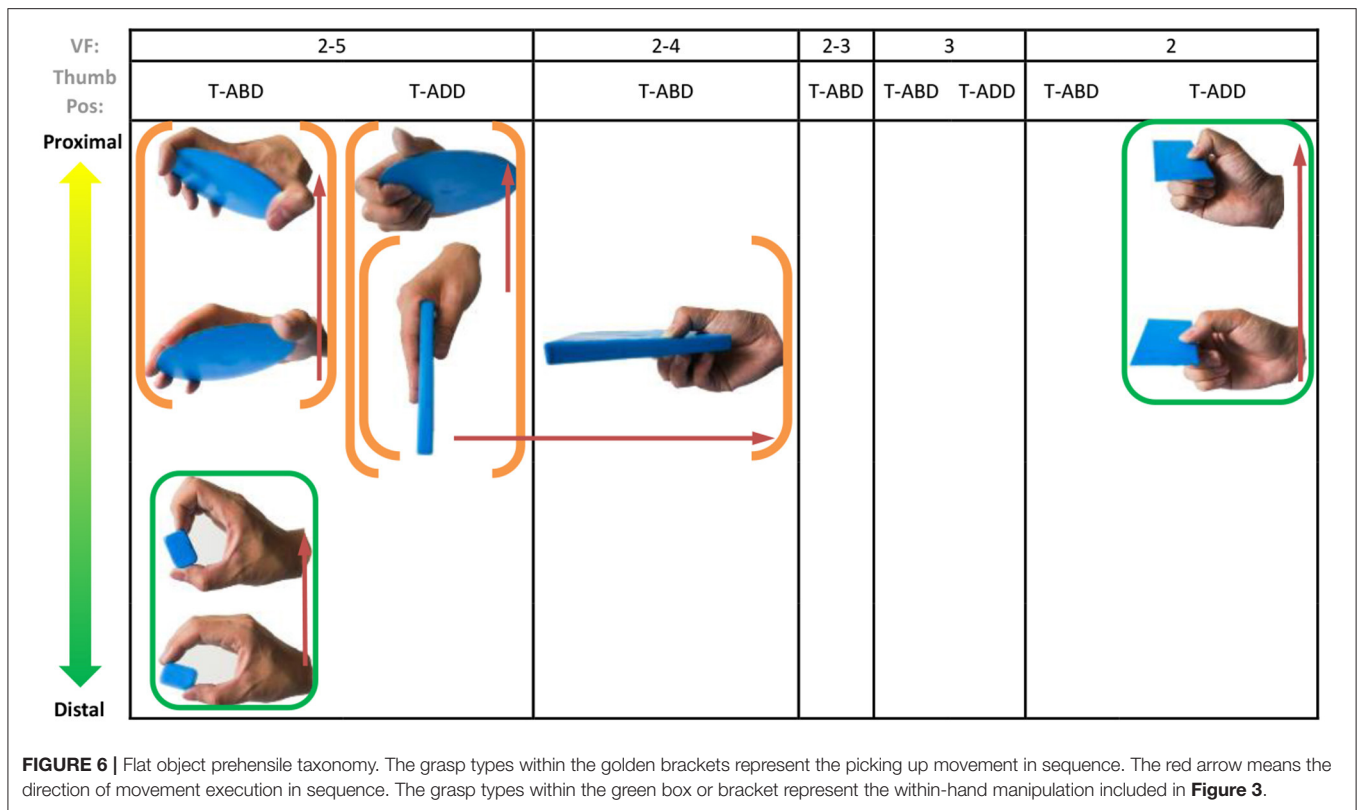 VF: 2-5 2-4 2-3 3 2
Thumb Pos: T-ABD T-ADD T-ABD T-ABD T-ABD T-ADD T-ABD T-ADD
Proximal
Distal
FIGURE 6 | Flat object prehensile taxonomy. The grasp types within the golden brackets represent the picking up movement in sequence. The red arrow means the
direction of movement execution in sequence. The grasp types within the green box or bracket represent the within-hand manipulation included in Figure 3.